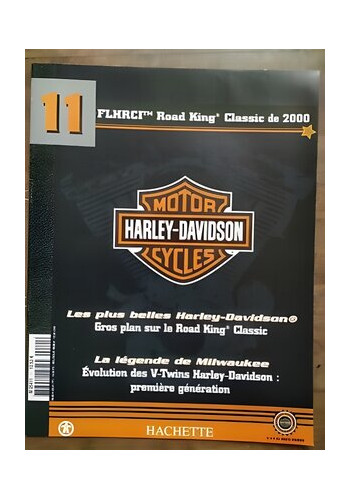 11
FLHRCI™ Road King® Classic de 2000
MOTOR
HARLEY-DAVIDSON
CYCLES
Les plus belles Harley-Davidson®
Gros plan sur le Road King® Classic
La légende de Milwaukee
Évolution des V-Twins Harley-Davidson :
première génération
HACHETTE